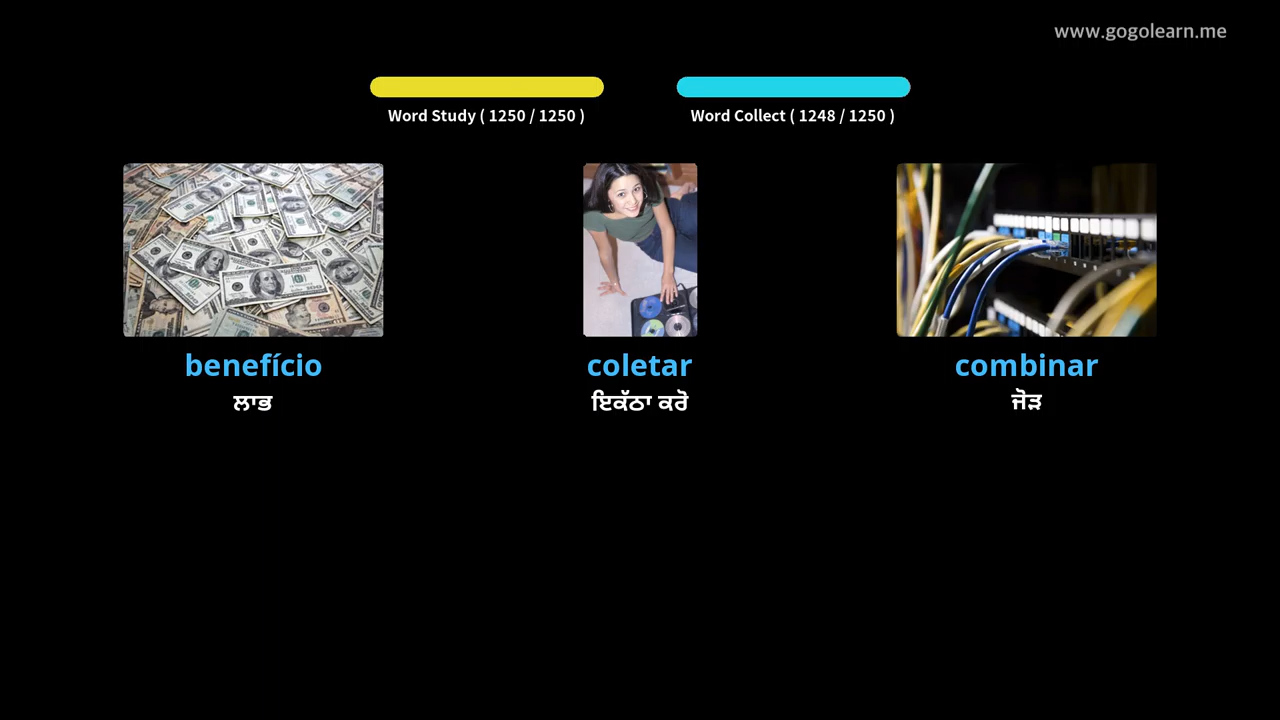 www.gogolearn.me
Word Study ( 1250 / 1250 )
Word Collect ( 1248 / 1250 )
benefício
ਲਾਭ
coletar
ਇਕੱਠਾ ਕਰੋ
combinar
ਜੋੜ